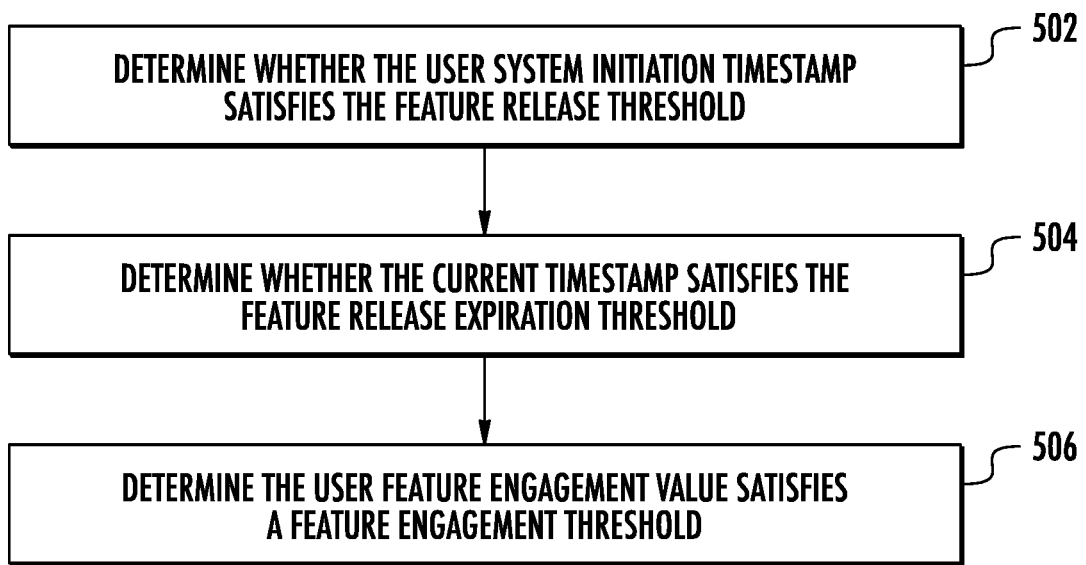 502
DETERMINE WHETHER THE USER SYSTEM INITIATION TIMESTAMP
SATISFIES THE FEATURE RELEASE THRESHOLD
504
DETERMINE WHETHER THE CURRENT TIMESTAMP SATISFIES THE
FEATURE RELEASE EXPIRATION THRESHOLD
506
DETERMINE THE USER FEATURE ENGAGEMENT VALUE SATISFIES
A FEATURE ENGAGEMENT THRESHOLD